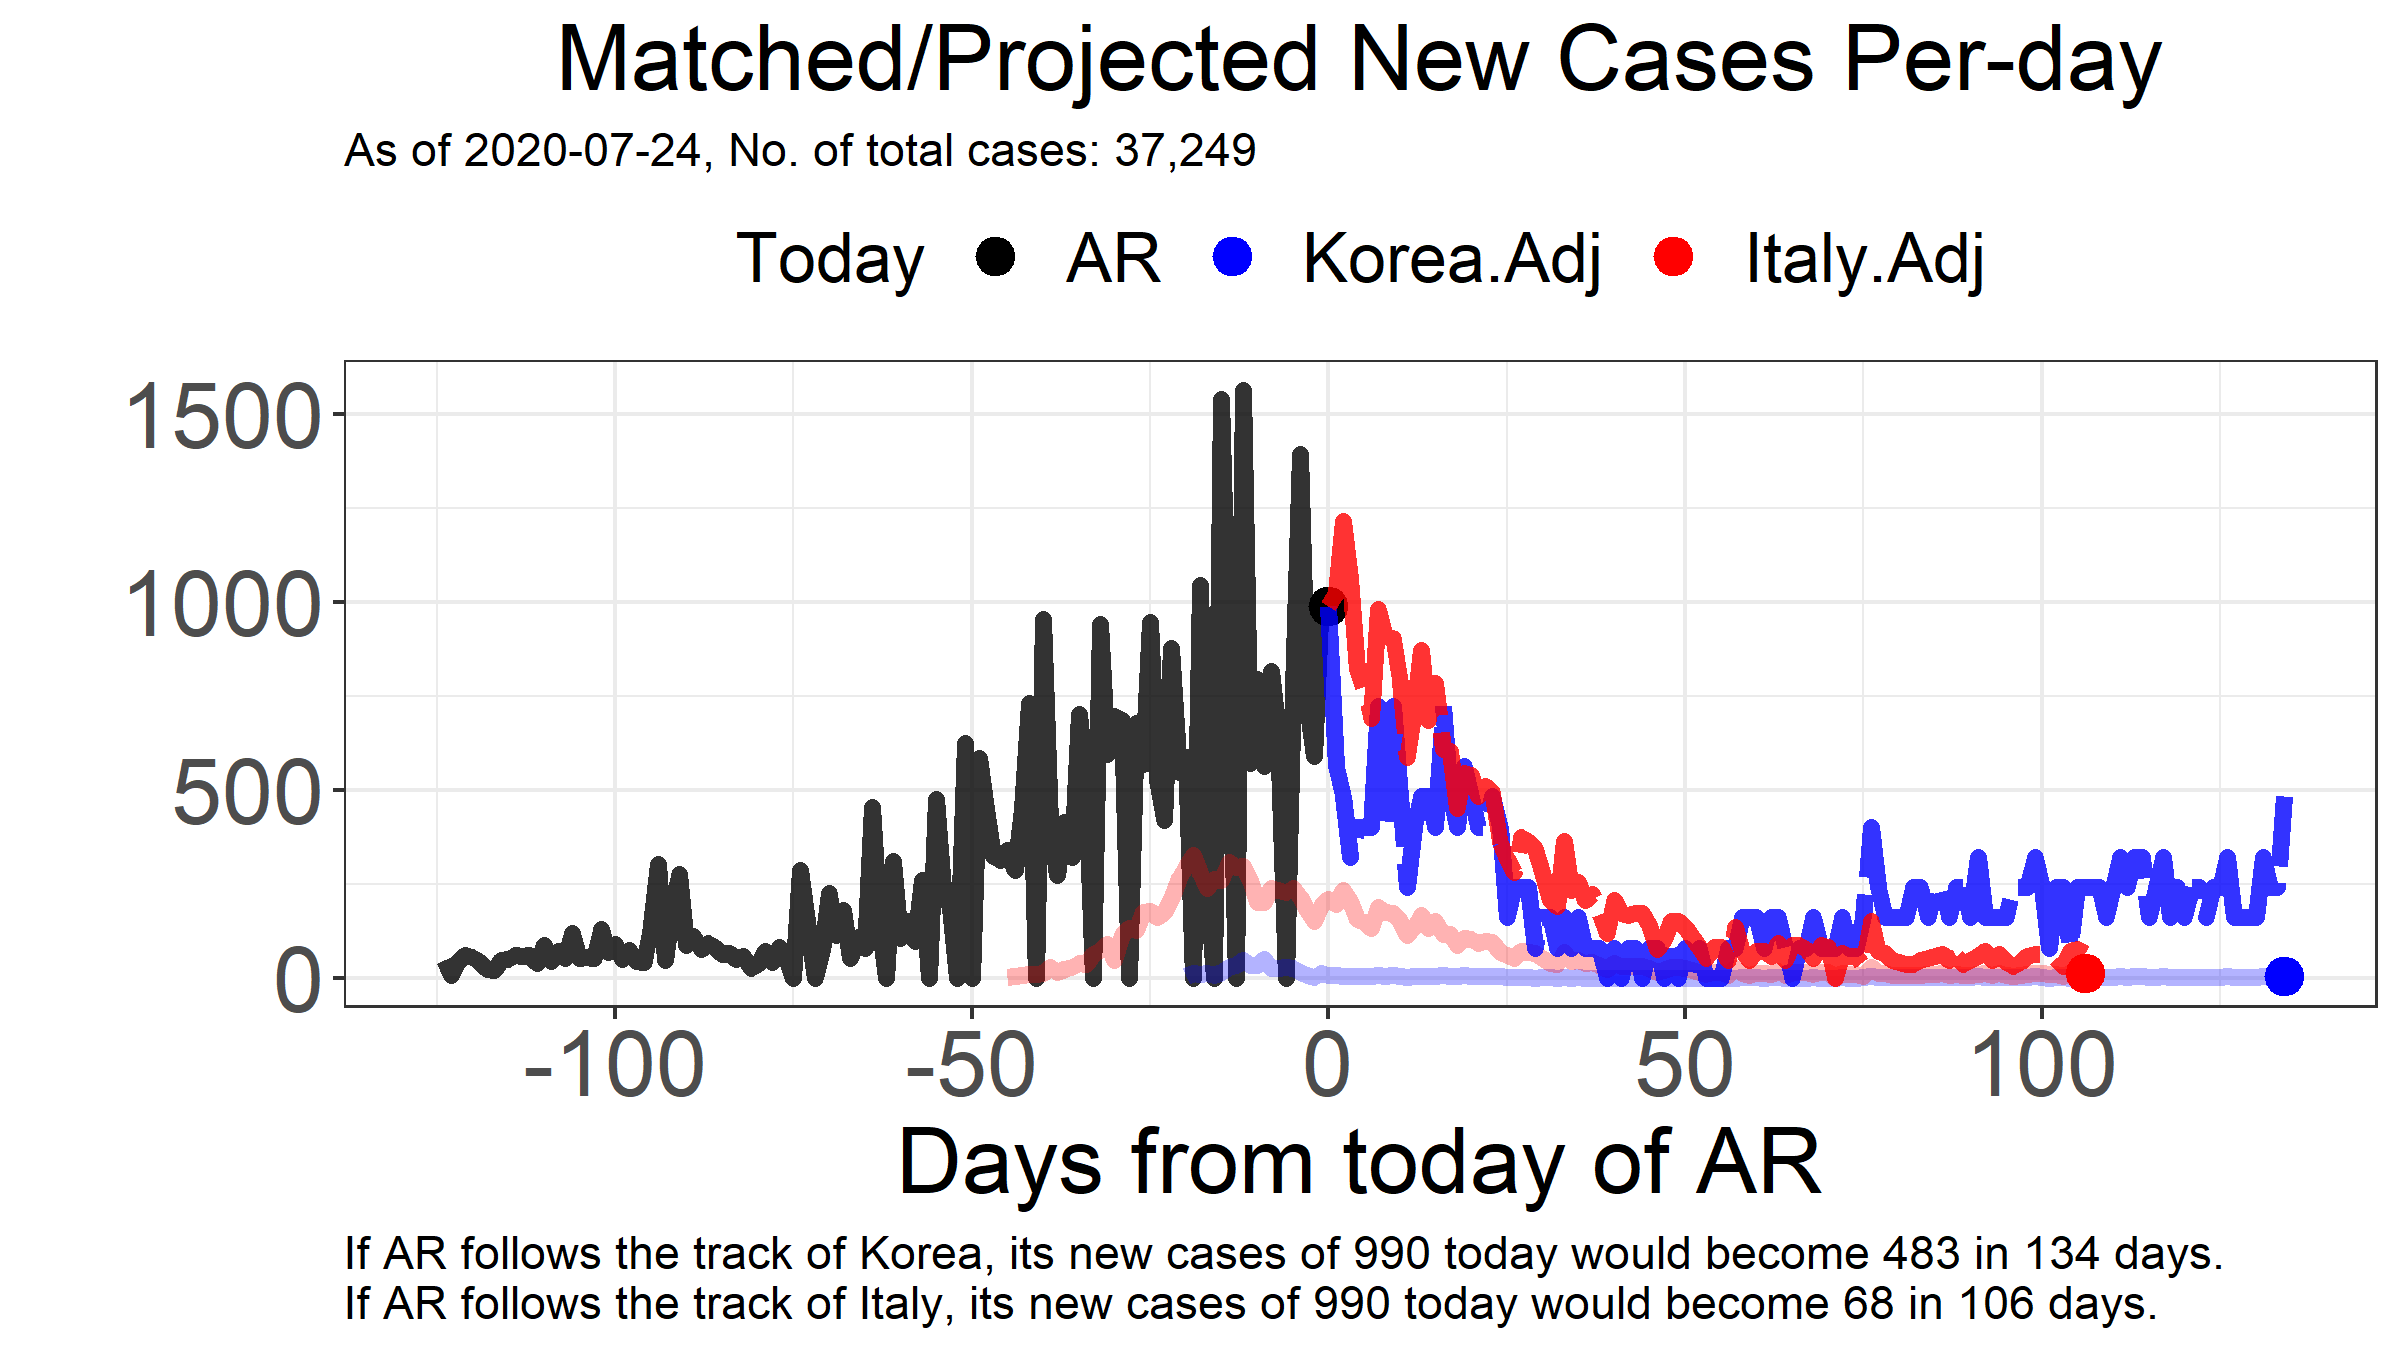 Matched/Projected New Cases Per-day
As of 2020-07-24, No. of total cases: 37,249
Today AR Korea.Adj Italy.Adj
1500
1000
500
0
-100 -50 0 50 100
Days from today of AR
If AR follows the track of Korea, its new cases of 990 today would become 483 in 134 days.
If AR follows the track of Italy, its new cases of 990 today would become 68 in 106 days.